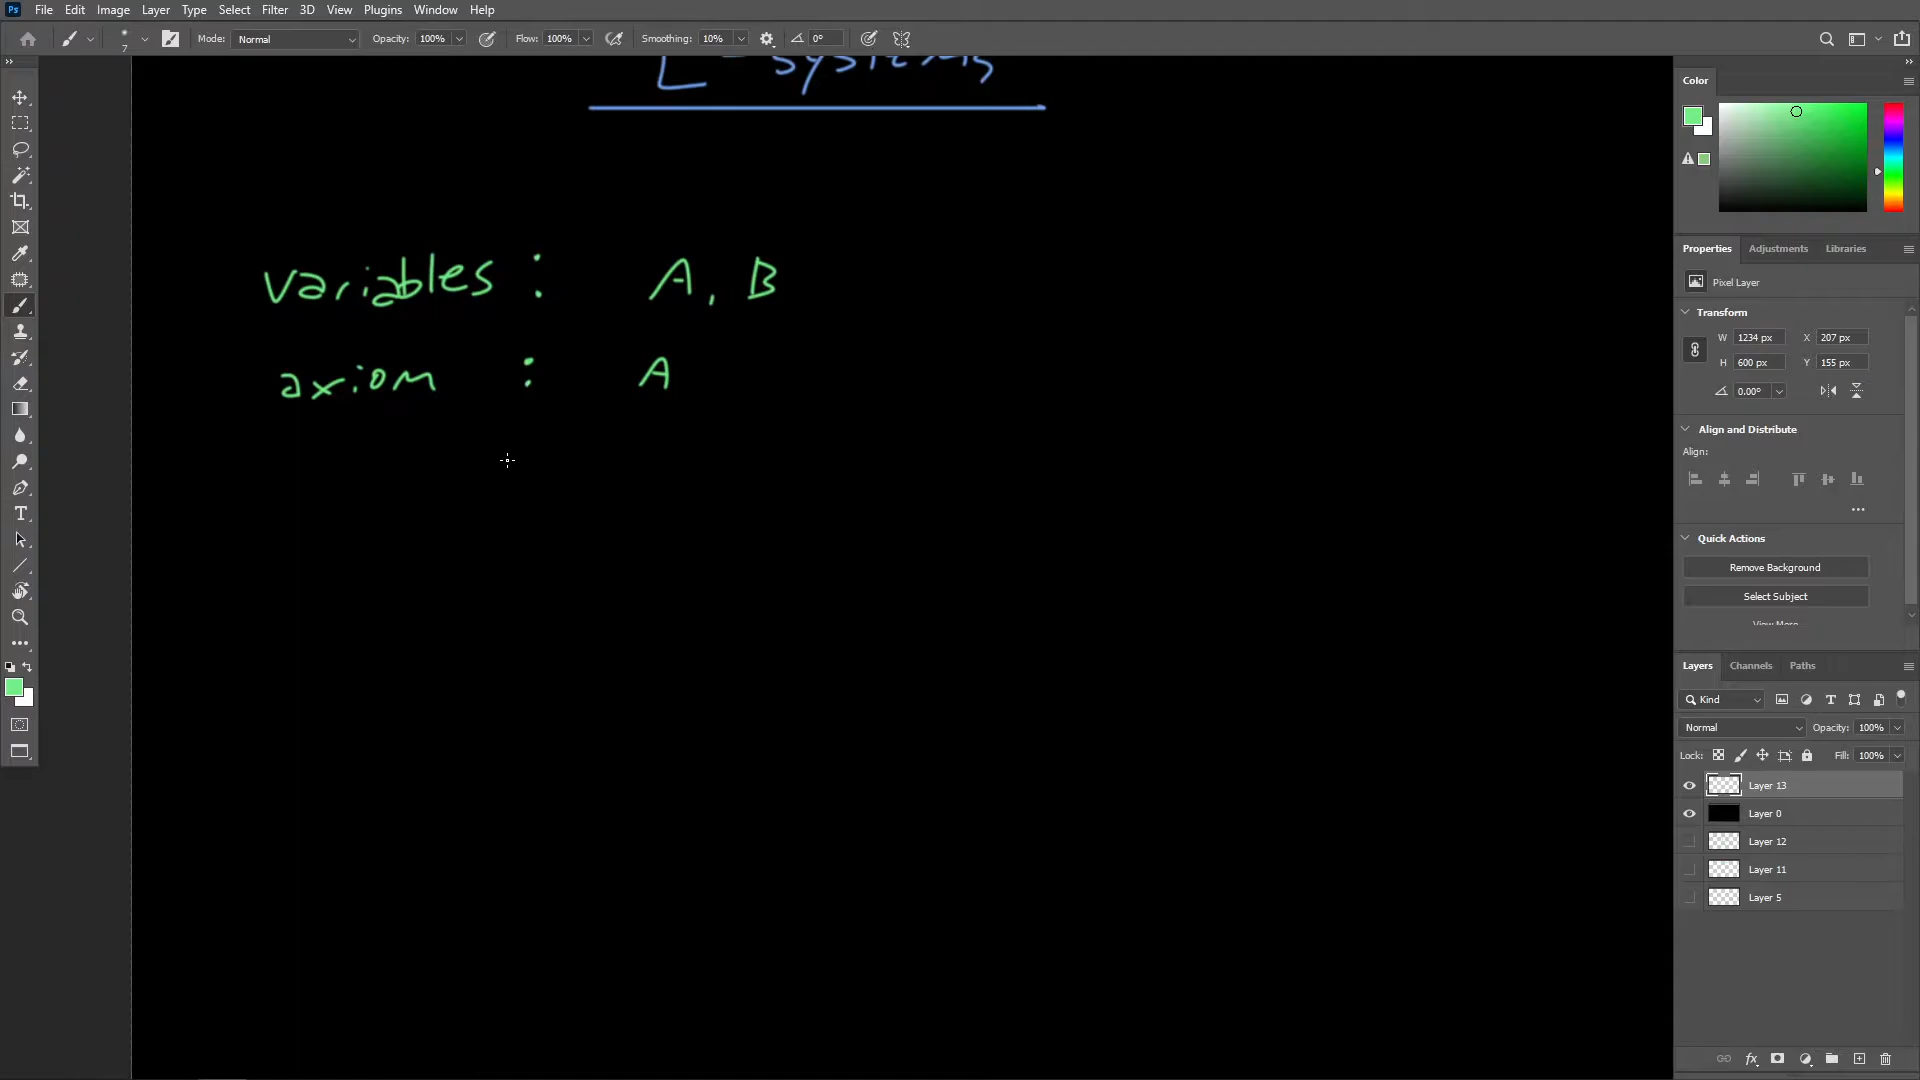 File Edit Image Layer Type Select Filter 3D View Plugins Window Help
7 Mode: Normal Opacity: 100% Flow: 100% Smoothing: 10% 0°
L-systems
variables : A, B
axiom : A
Color
Properties Adjustments Libraries
Pixel Layer
Transform
W 1234 px X 207 px
H 600 px Y 155 px
0.00°
Align and Distribute
Align:
Quick Actions
Remove Background
Select Subject
View More
Layers Channels Paths
Kind
Normal Opacity: 100%
Lock: Fill: 100%
Layer 13
Layer 0
Layer 12
Layer 11
Layer 5